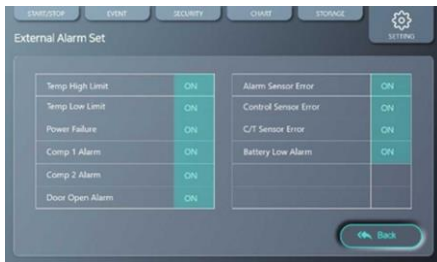 START/STOP EVENT SECURITY CHART STORAGE
SETTING
External Alarm Set
Temp High Limit ON Alarm Sensor Error ON
Temp Low Limit ON Control Sensor Error ON
Power Failure ON C/T Sensor Error ON
Comp 1 Alarm ON Battery Low Alarm ON
Comp 2 Alarm ON
Door Open Alarm ON
Back